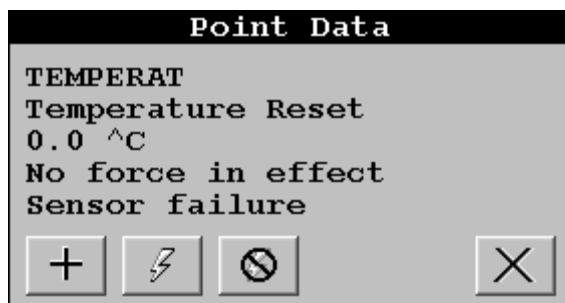 Point Data
TEMPERAT
Temperature Reset
0.0 ^C
No force in effect
Sensor failure